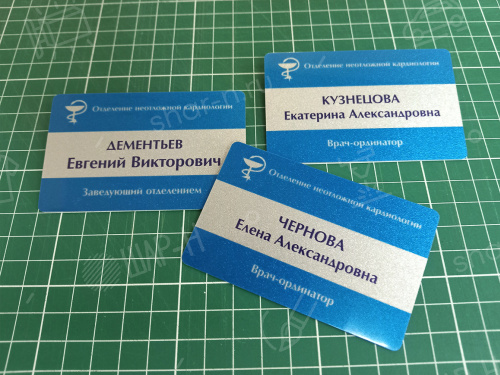 Отделение неотложной кардиологии
ДЕМЕНТЬЕВ
Евгений Викторович
Заведующий отделением
Отделение неотложной кардиологии
КУЗНЕЦОВА
Екатерина Александровна
Врач-ординатор
Отделение неотложной кардиологии
ЧЕРНОВА
Елена Александровна
Врач-ординатор
ШАР-Н